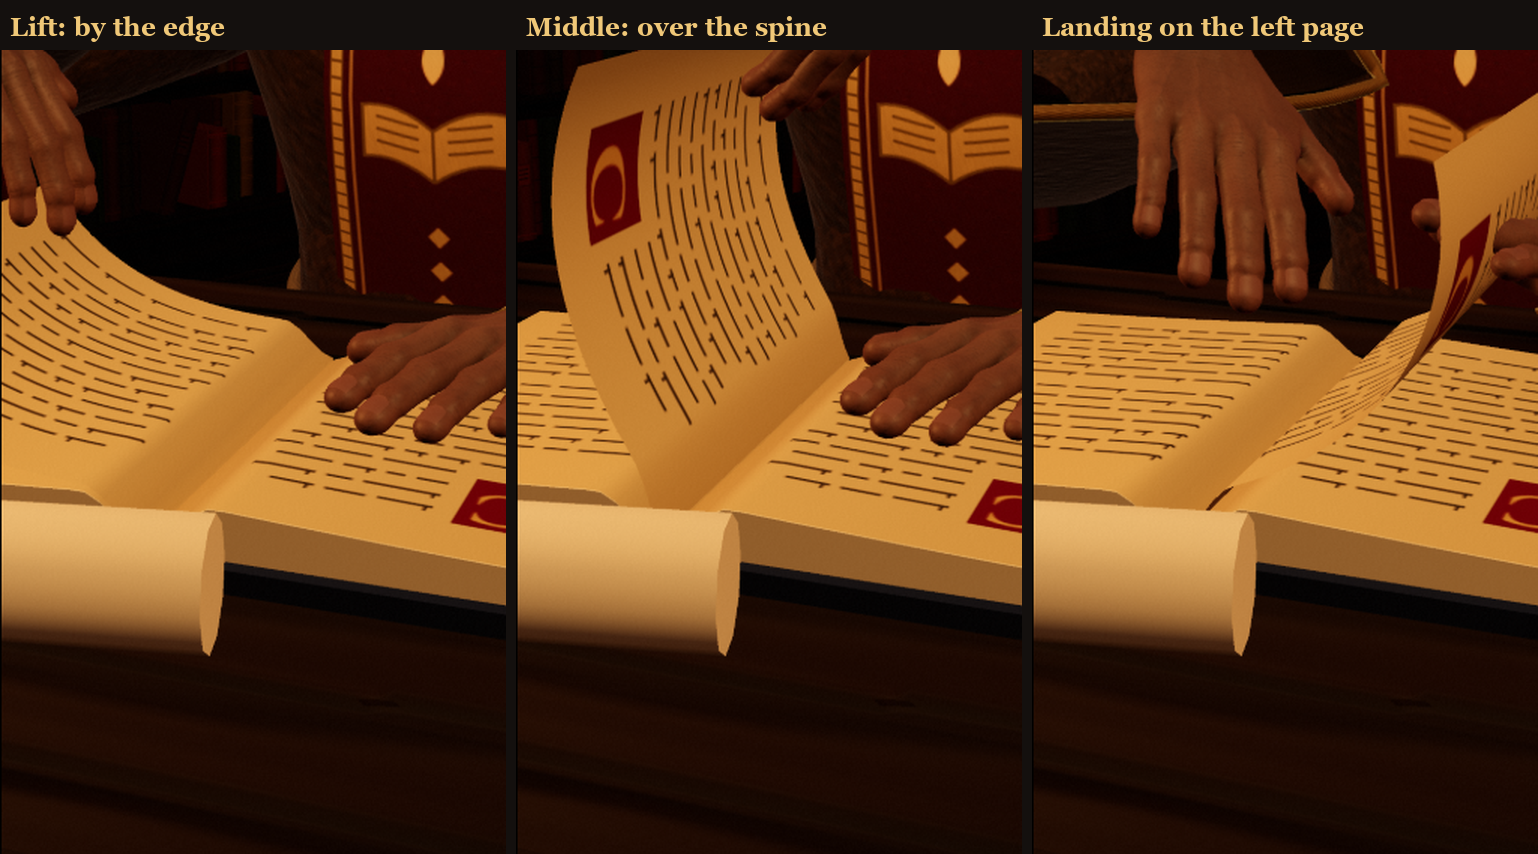 Lift: by the edge
Middle: over the spine
Landing on the left page